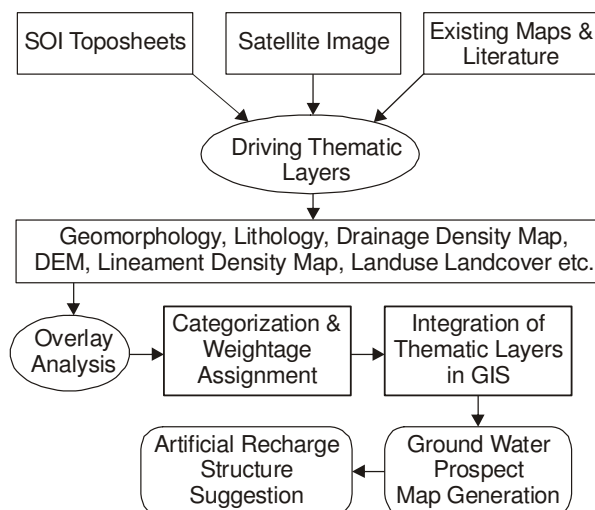 SOI Toposheets
Satellite Image
Existing Maps &
Literature
Driving Thematic
Layers
Geomorphology, Lithology, Drainage Density Map,
DEM, Lineament Density Map, Landuse Landcover etc.
Overlay
Analysis
Categorization &
Weightage
Assignment
Integration of
Thematic Layers
in GIS
Artificial Recharge
Structure
Suggestion
Ground Water
Prospect
Map Generation